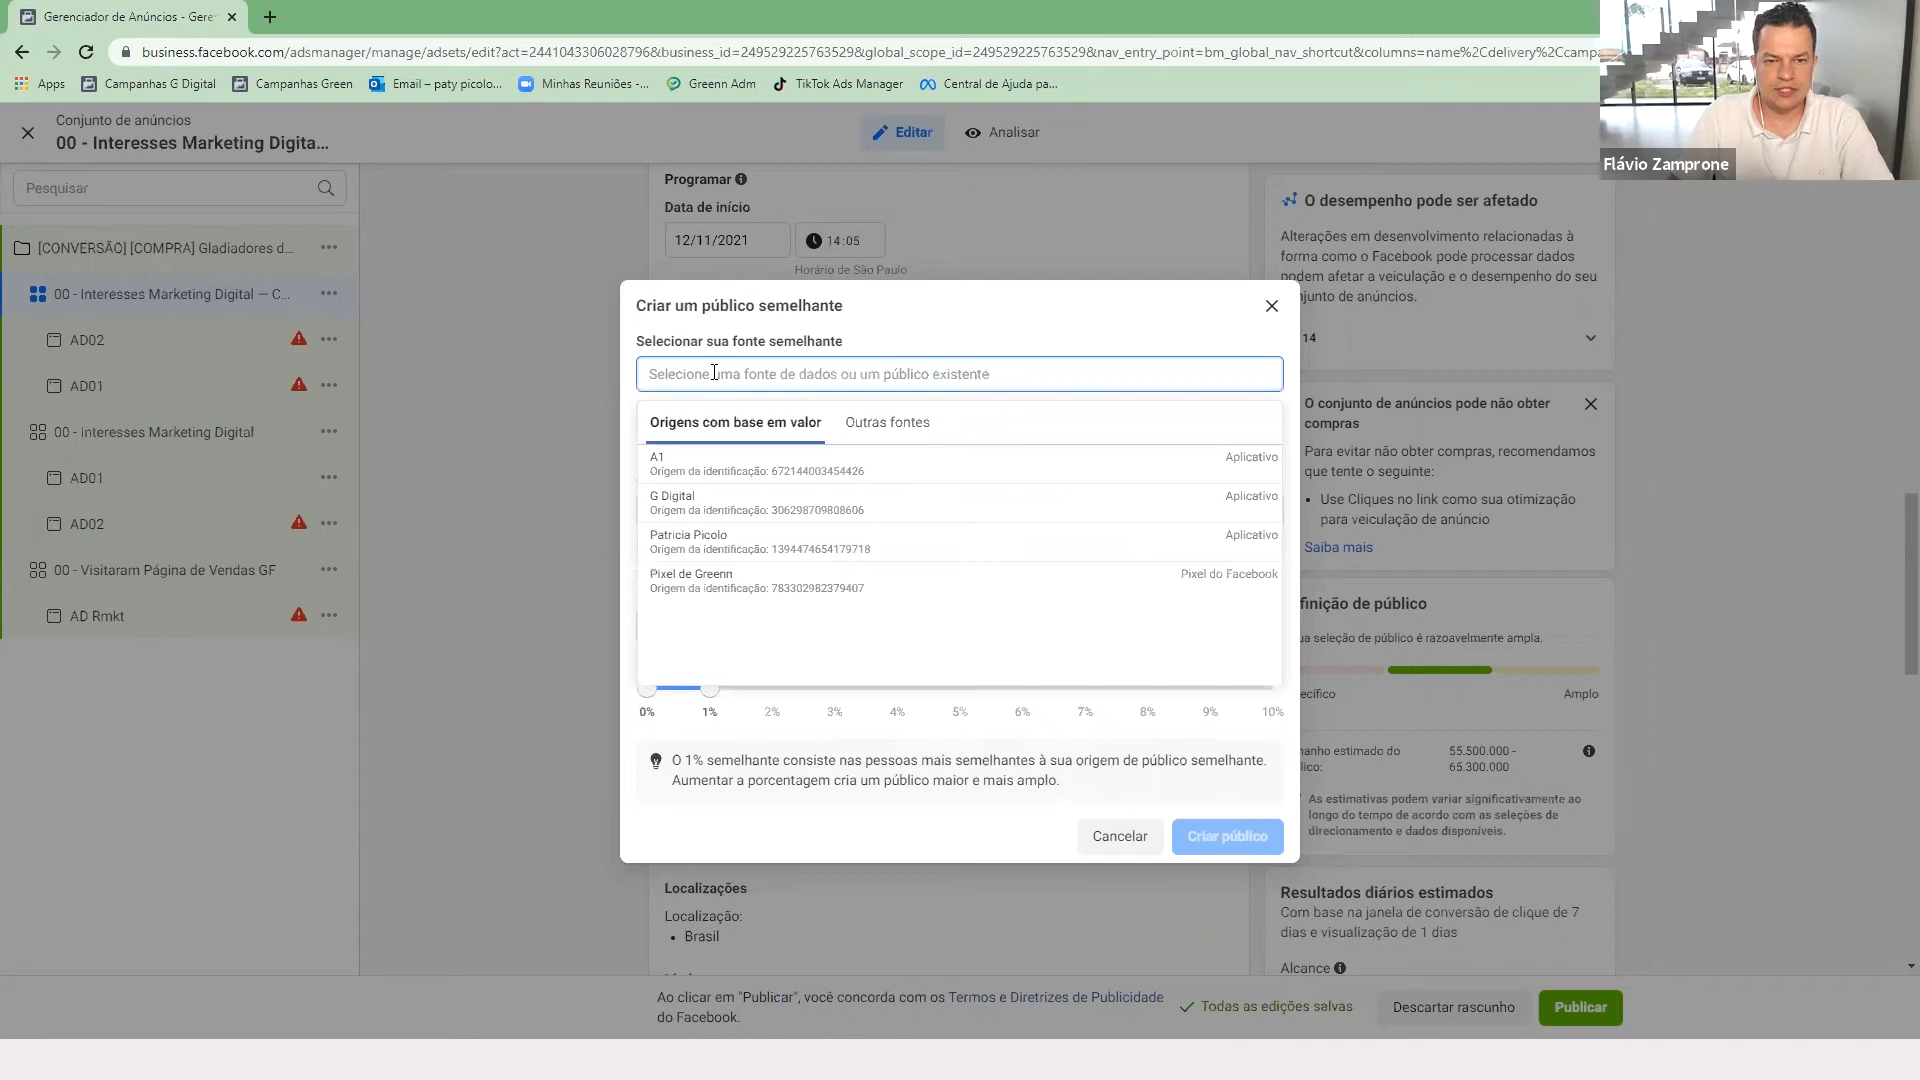 Gerenciador de Anúncios - Gere
business.facebook.com/adsmanager/manage/adsets/edit?act=2441043306028796&business_id=2495292257635​29&global_scope_id=2495292257635​29&nav_entry_point=bm_global_nav_shortcut&columns=name%2Cdelivery%2Ccampa
Apps
Campanhas G Digital
Campanhas Green
Email – paty picolo...
Minhas Reuniões -...
Greenn Adm
TikTok Ads Manager
Central de Ajuda pa...
Flávio Zamprone
Conjunto de anúncios
00 - Interesses Marketing Digita...
Editar
Analisar
Pesquisar
[CONVERSÃO] [COMPRA] Gladiadores d...
00 - Interesses Marketing Digital — C...
AD02
AD01
00 - Interesses Marketing Digital
AD01
AD02
00 - Visitaram Página de Vendas GF
AD Rmkt
Programar
Data de início
12/11/2021
14:05
Horário de São Paulo
Criar um público semelhante
Selecionar sua fonte semelhante
Selecione uma fonte de dados ou um público existente
Origens com base em valor
Outras fontes
A1
Aplicativo
Origem da identificação: 672144003454426
G Digital
Aplicativo
Origem da identificação: 306298709808606
Patricia Picolo
Aplicativo
Origem da identificação: 1394474654179718
Pixel de Greenn
Pixel do Facebook
Origem da identificação: 783302982379407
0% 1% 2% 3% 4% 5% 6% 7% 8% 9% 10%
O 1% semelhante consiste nas pessoas mais semelhantes à sua origem de público semelhante.
Aumentar a porcentagem cria um público maior e mais amplo.
Cancelar
Criar público
Localizações
Localização:
• Brasil
O desempenho pode ser afetado
Alterações em desenvolvimento relacionadas à
forma como o Facebook pode processar dados
podem afetar a veiculação e o desempenho do seu
njunto de anúncios.
14
O conjunto de anúncios pode não obter
compras
Para evitar não obter compras, recomendamos
que tente o seguinte:
• Use Cliques no link como sua otimização
para veiculação de anúncio
Saiba mais
finição de público
ua seleção de público é razoavelmente ampla.
ecífico
Amplo
anho estimado do
lico:
55.500.000 -
65.300.000
As estimativas podem variar significativamente ao
longo do tempo de acordo com as seleções de
direcionamento e dados disponíveis.
Resultados diários estimados
Com base na janela de conversão de clique de 7
dias e visualização de 1 dias
Alcance
Ao clicar em "Publicar", você concorda com os Termos e Diretrizes de Publicidade
do Facebook.
Todas as edições salvas
Descartar rascunho
Publicar